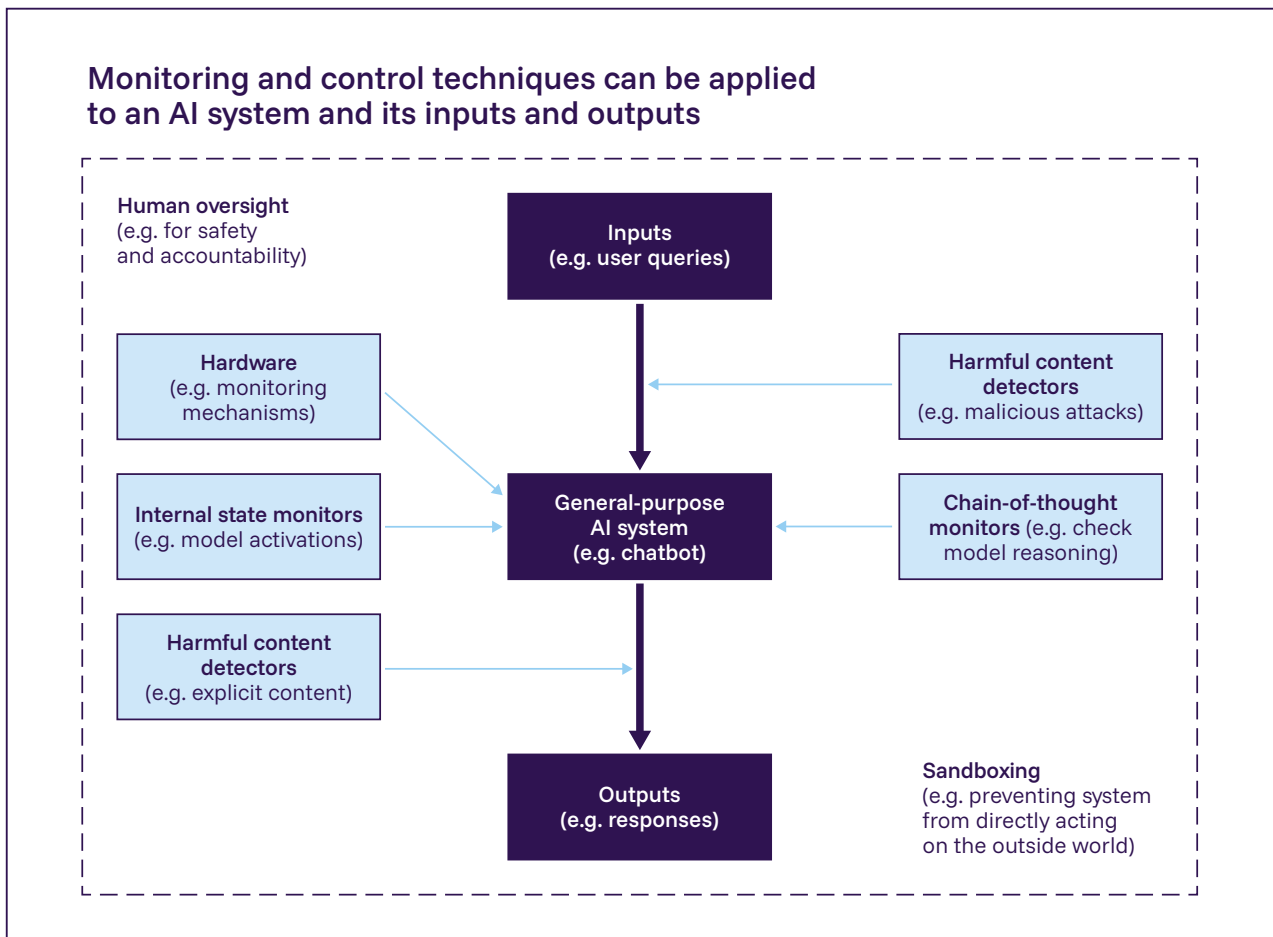 Monitoring and control techniques can be applied
to an AI system and its inputs and outputs
Human oversight
(e.g. for safety
and accountability)
Inputs
(e.g. user queries)
Hardware
(e.g. monitoring
mechanisms)
Harmful content
detectors
(e.g. malicious attacks)
Internal state monitors
(e.g. model activations)
General-purpose
AI system
(e.g. chatbot)
Chain-of-thought
monitors (e.g. check
model reasoning)
Harmful content
detectors
(e.g. explicit content)
Outputs
(e.g. responses)
Sandboxing
(e.g. preventing system
from directly acting
on the outside world)